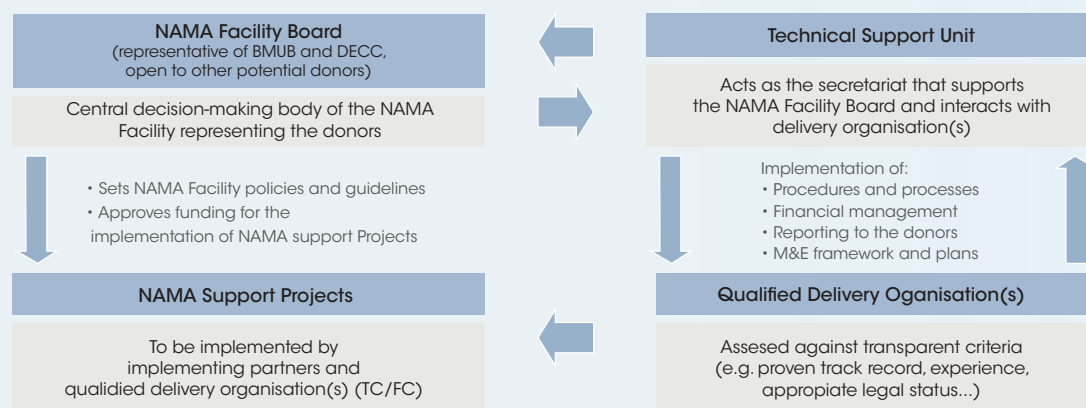 NAMA Facility Board
(representative of BMUB and DECC,
open to other potential donors)
Central decision-making body of the NAMA
Facility representing the donors
• Sets NAMA Facility policies and guidelines
• Approves funding for the
implementation of NAMA support Projects
NAMA Support Projects
To be implemented by
implementing partners and
qualidied delivery organisation(s) (TC/FC)
Technical Support Unit
Acts as the secretariat that supports
the NAMA Facility Board and interacts with
delivery organisation(s)
Implementation of:
• Procedures and processes
• Financial management
• Reporting to the donors
• M&E framework and plans
Qualified Delivery Oganisation(s)
Assesed against transparent criteria
(e.g. proven track record, experience,
appropiate legal status...)